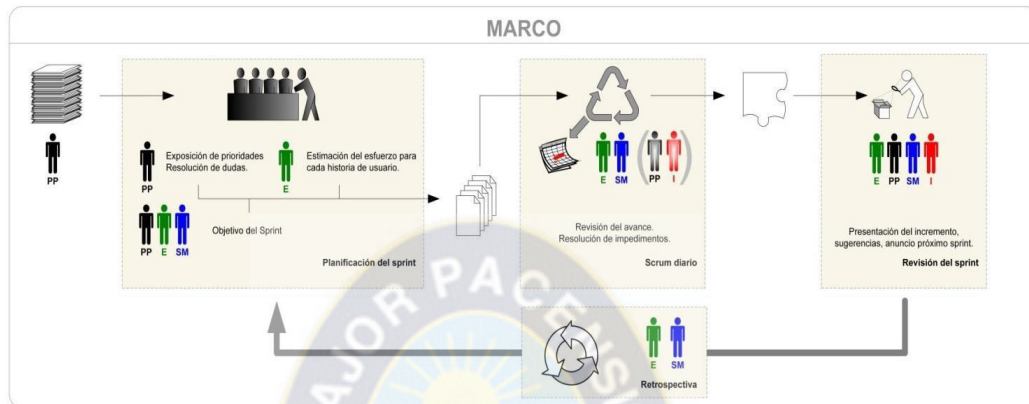 MARCO
PP
Exposición de prioridades
Resolución de dudas.
PP
E
Estimación del esfuerzo para
cada historia de usuario.
PP E SM
Objetivo del Sprint
Planificación del sprint
E SM PP I
Revisión del avance.
Resolución de impedimentos.
Scrum diario
E PP SM I
Presentación del incremento,
sugerencias, anuncio próximo sprint.
Revisión del sprint
E SM
Retrospectiva
AJOR PACENSI